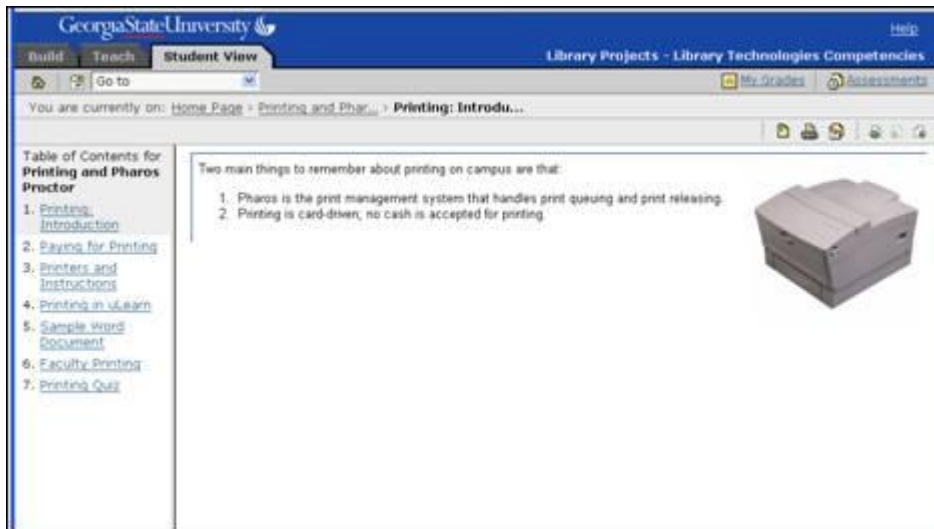 GeorgiaStateUniversity
Help
Build Teach Student View
Library Projects - Library Technologies Competencies
Go to
My Grades Assessments
You are currently on: Home Page › Printing and Phar... › Printing: Introdu...
Table of Contents for
Printing and Pharos
Proctor
1. Printing:
Introduction
2. Paying for Printing
3. Printers and
Instructions
4. Printing in uLearn
5. Sample Word
Document
6. Faculty Printing
7. Printing Quiz
Two main things to remember about printing on campus are that:
1. Pharos is the print management system that handles print queuing and print releasing.
2. Printing is card-driven; no cash is accepted for printing.